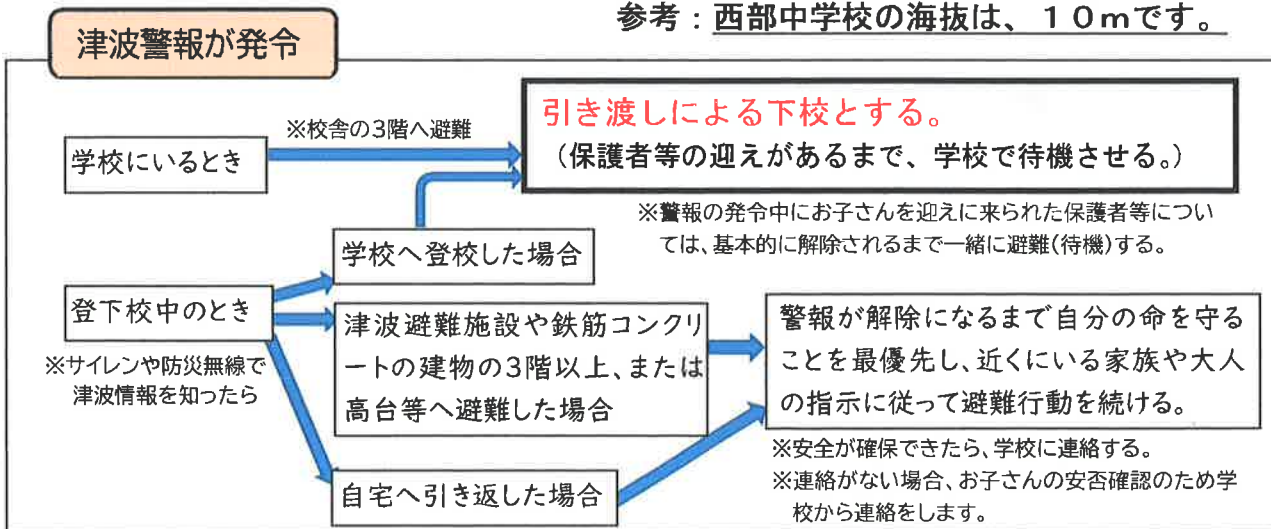 参考：西部中学校の海抜は、１０ｍです。
津波警報が発令
※校舎の3階へ避難
学校にいるとき
引き渡しによる下校とする。
（保護者等の迎えがあるまで、学校で待機させる。）
※警報の発令中にお子さんを迎えに来られた保護者等につい
ては、基本的に解除されるまで一緒に避難(待機)する。
学校へ登校した場合
登下校中のとき
※サイレンや防災無線で
津波情報を知ったら
津波避難施設や鉄筋コンクリ
ートの建物の3階以上、または
高台等へ避難した場合
警報が解除になるまで自分の命を守る
ことを最優先し、近くにいる家族や大人
の指示に従って避難行動を続ける。
※安全が確保できたら、学校に連絡する。
※連絡がない場合、お子さんの安否確認のため学
校から連絡をします。
自宅へ引き返した場合